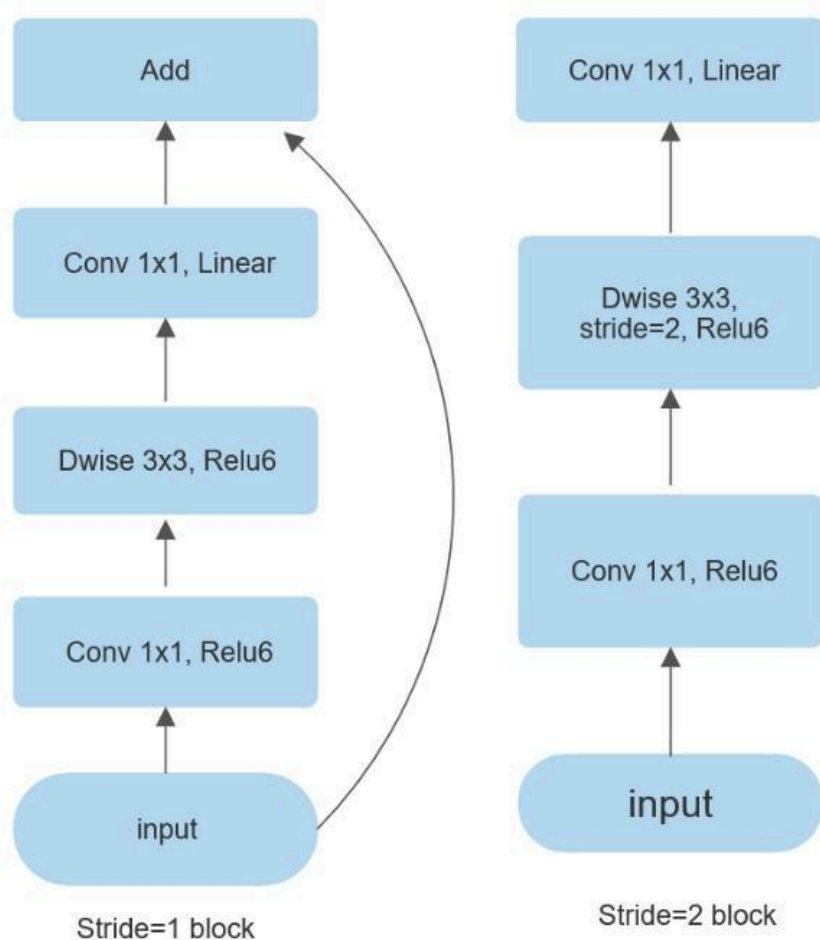 Add
Conv 1x1, Linear
Dwise 3x3, Relu6
Conv 1x1, Relu6
input
Stride=1 block
Conv 1x1, Linear
Dwise 3x3,
stride=2, Relu6
Conv 1x1, Relu6
input
Stride=2 block